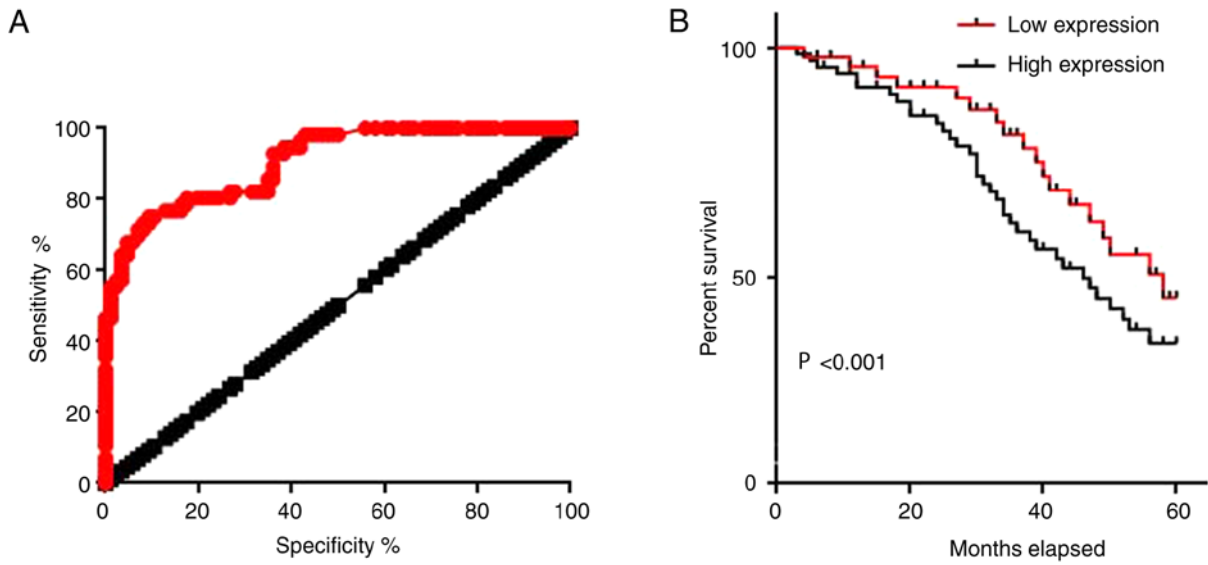 A
100
80
60
40
20
0
Sensitivity %
0 20 40 60 80 100
Specificity %
B
Low expression
High expression
100
50
0
Percent survival
P <0.001
0 20 40 60
Months elapsed